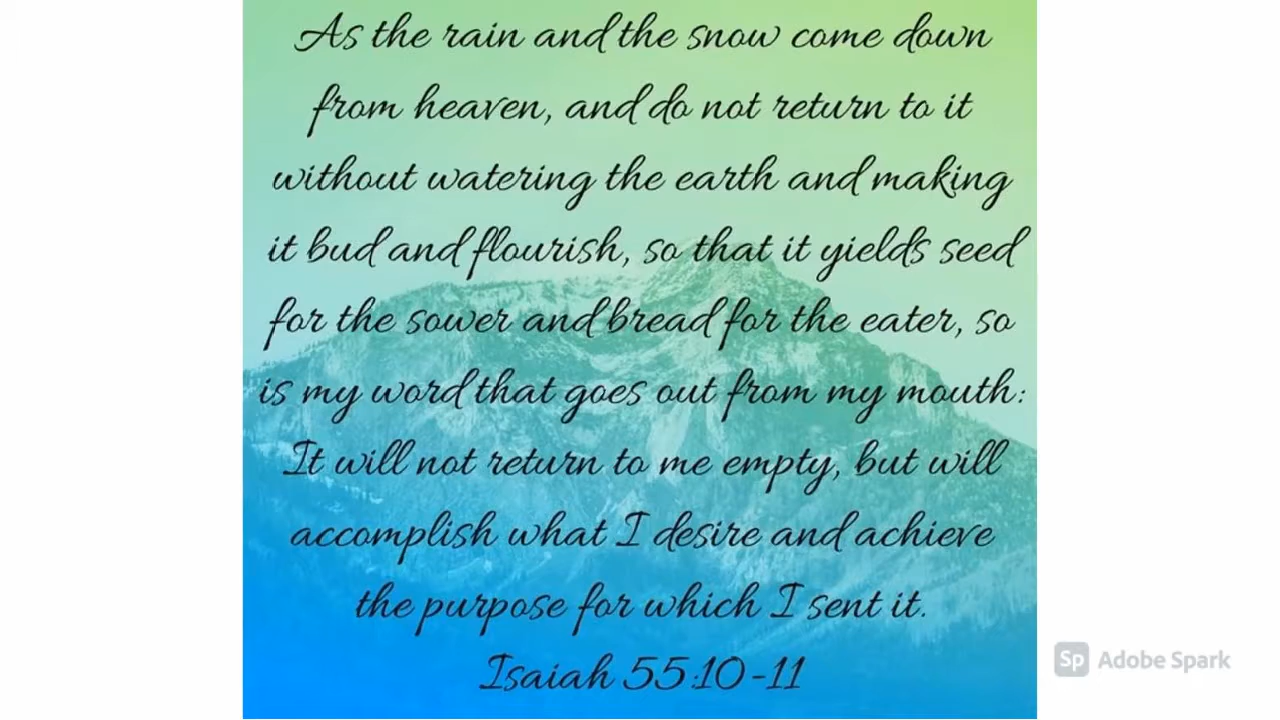 As the rain and the snow come down
from heaven, and do not return to it
without watering the earth and making
it bud and flourish, so that it yields seed
for the sower and bread for the eater, so
is my word that goes out from my mouth:
It will not return to me empty, but will
accomplish what I desire and achieve
the purpose for which I sent it.
Isaiah 55:10-11
Sp Adobe Spark